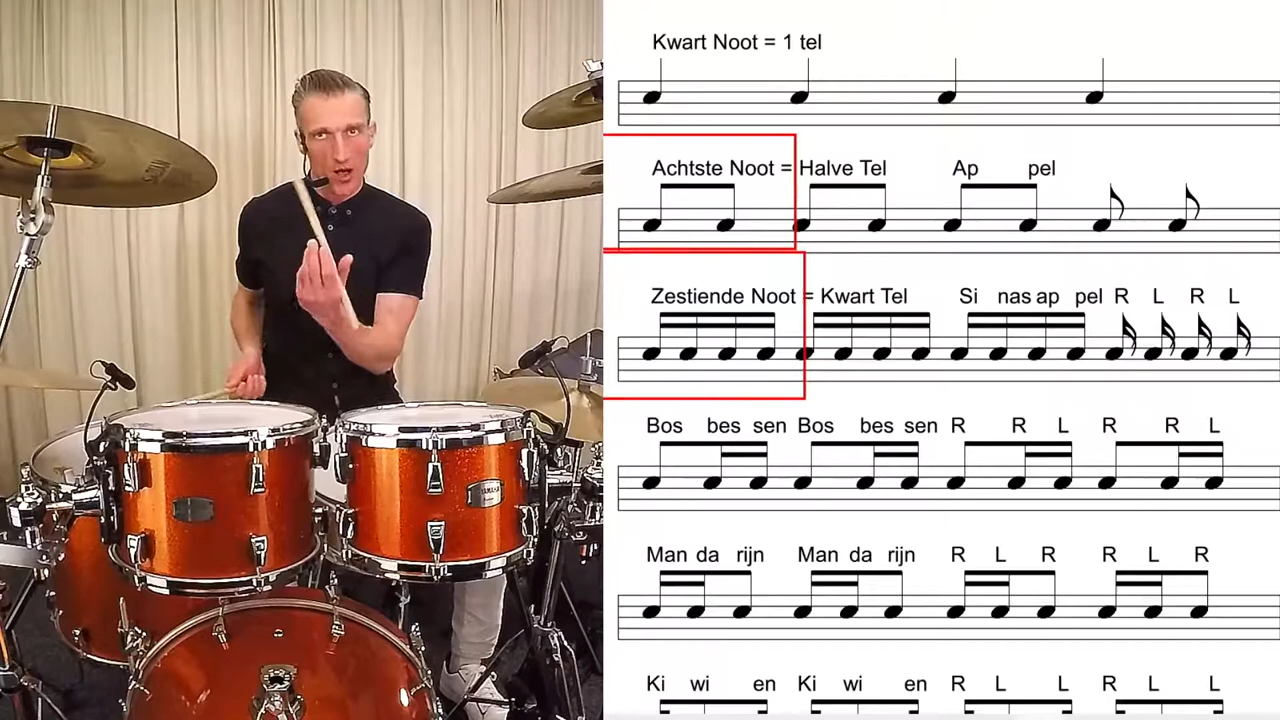 Kwart Noot = 1 tel
Achtste Noot = Halve Tel Ap pel
Zestiende Noot = Kwart Tel Si nas ap pel R L R L
Bos bes sen Bos bes sen R R L R R L
Man da rijn Man da rijn R L R R L R
Ki wi en Ki wi en R L L R L L
YAMAHA